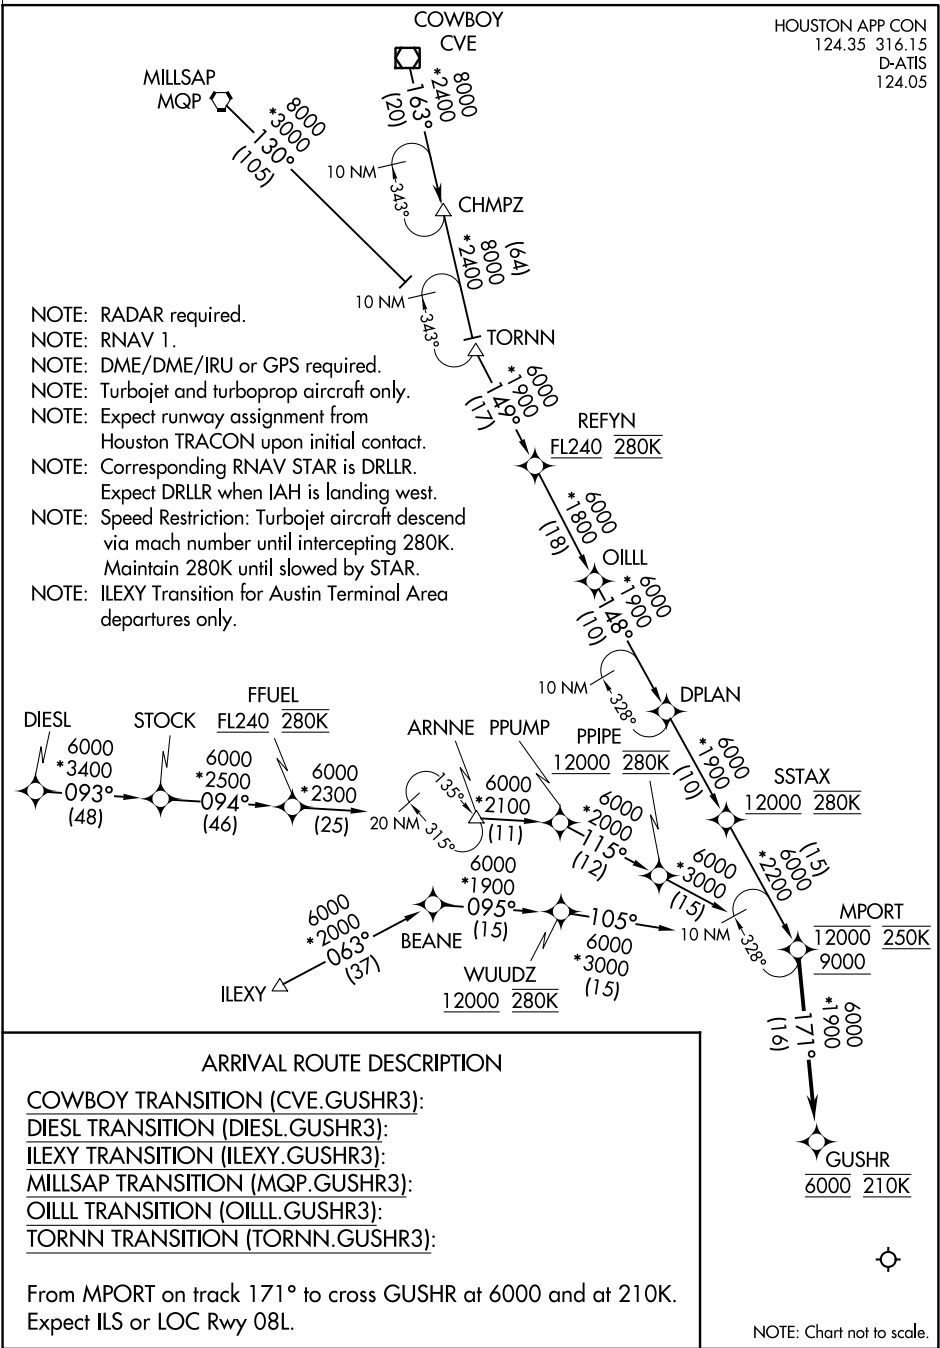 COWBOY
CVE
HOUSTON APP CON
124.35 316.15
D-ATIS
124.05
MILLSAP
MQP
8000
*3000
130°
(105)
8000
*2400
163°
(20)
10 NM
343°
CHMPZ
(64)
8000
*2400
10 NM
343°
TORNN
6000
*1900
149°
(17)
NOTE: RADAR required.
NOTE: RNAV 1.
NOTE: DME/DME/IRU or GPS required.
NOTE: Turbojet and turboprop aircraft only.
NOTE: Expect runway assignment from
Houston TRACON upon initial contact.
NOTE: Corresponding RNAV STAR is DRLLR.
Expect DRLLR when IAH is landing west.
NOTE: Speed Restriction: Turbojet aircraft descend
via mach number until intercepting 280K.
Maintain 280K until slowed by STAR.
NOTE: ILEXY Transition for Austin Terminal Area
departures only.
REFYN
FL240 280K
6000
*1800
(18)
OILLL
6000
*1900
148°
(10)
10 NM
328°
DPLAN
6000
*1900
(10)
SSTAX
12000 280K
(15)
6000
*2200
DIESL
6000
*3400
093°
(48)
STOCK
6000
*2500
094°
(46)
FFUEL
FL240 280K
6000
*2300
(25)
20 NM
135°
315°
ARNNE
6000
*2100
(11)
PPUMP
6000
*2000
115°
(12)
PPIPE
12000 280K
6000
*3000
(15)
10 NM
328°
MPORT
12000 250K
9000
ILEXY
6000
*2000
063°
(37)
BEANE
6000
*1900
095°
(15)
WUUDZ
12000 280K
105°
6000
*3000
(15)
6000
*1900
171°
(16)
GUSHR
6000 210K
ARRIVAL ROUTE DESCRIPTION
COWBOY TRANSITION (CVE.GUSHR3):
DIESL TRANSITION (DIESL.GUSHR3):
ILEXY TRANSITION (ILEXY.GUSHR3):
MILLSAP TRANSITION (MQP.GUSHR3):
OILLL TRANSITION (OILLL.GUSHR3):
TORNN TRANSITION (TORNN.GUSHR3):
From MPORT on track 171° to cross GUSHR at 6000 and at 210K.
Expect ILS or LOC Rwy 08L.
NOTE: Chart not to scale.